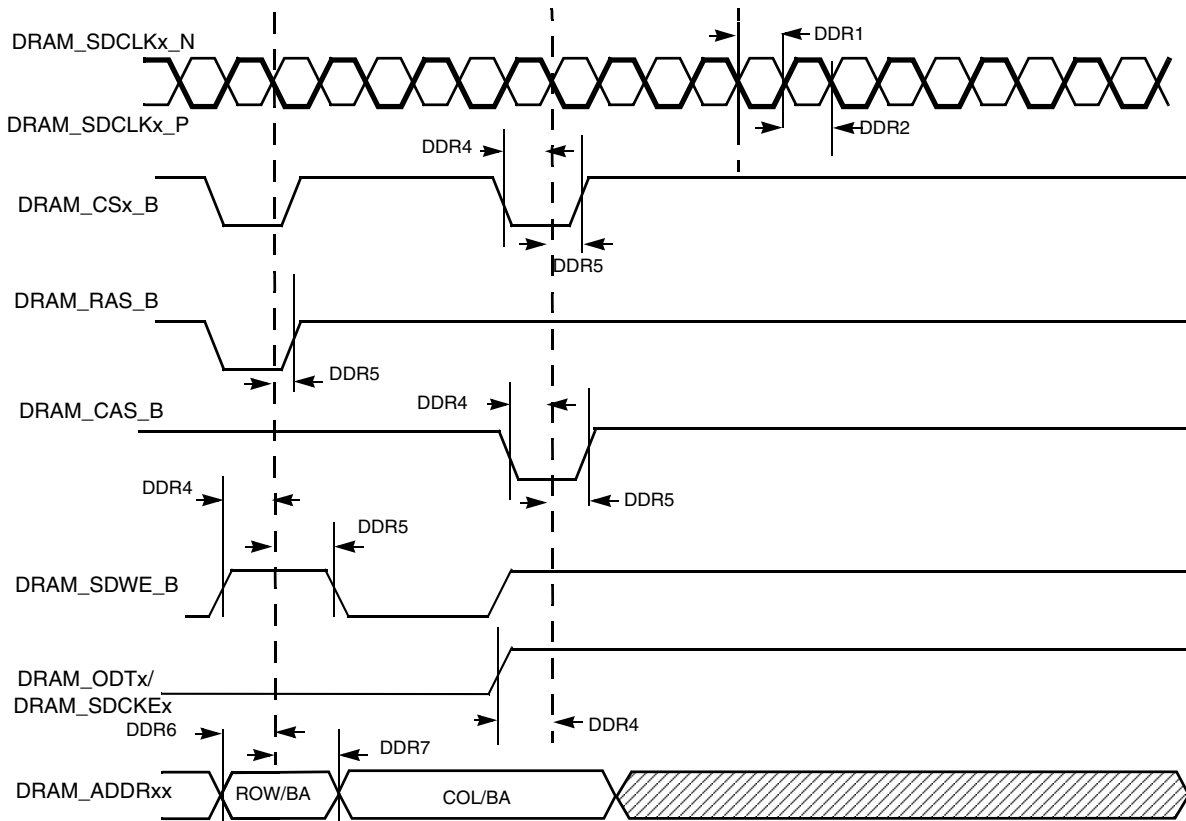 DRAM_SDCLKx_N
DDR1
DRAM_SDCLKx_P
DDR2
DDR4
DRAM_CSx_B
DDR5
DRAM_RAS_B
DDR5
DDR4
DRAM_CAS_B
DDR4
DDR5
DDR5
DRAM_SDWE_B
DRAM_ODTx/
DRAM_SDCKEx
DDR4
DDR6
DDR7
DRAM_ADDRxx
ROW/BA
COL/BA